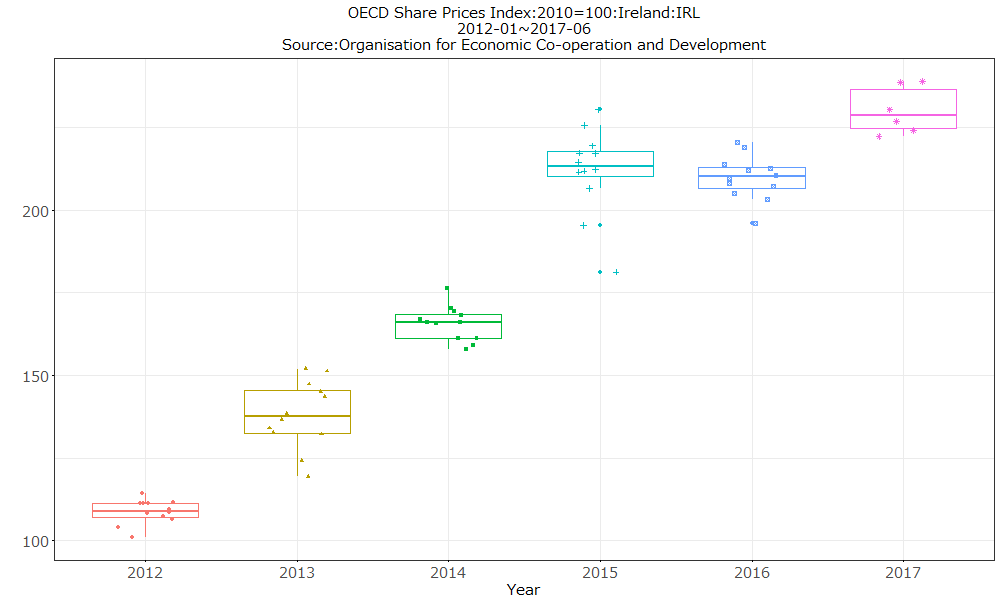 OECD Share Prices Index:2010=100:Ireland:IRL
2012-01~2017-06
Source:Organisation for Economic Co-operation and Development
200
150
100
2012 2013 2014 2015 2016 2017
Year